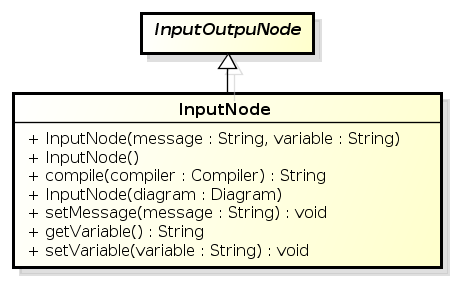 InputOutpuNode
InputNode
+ InputNode(message : String, variable : String)
+ InputNode()
+ compile(compiler : Compiler) : String
+ InputNode(diagram : Diagram)
+ setMessage(message : String) : void
+ getVariable() : String
+ setVariable(variable : String) : void